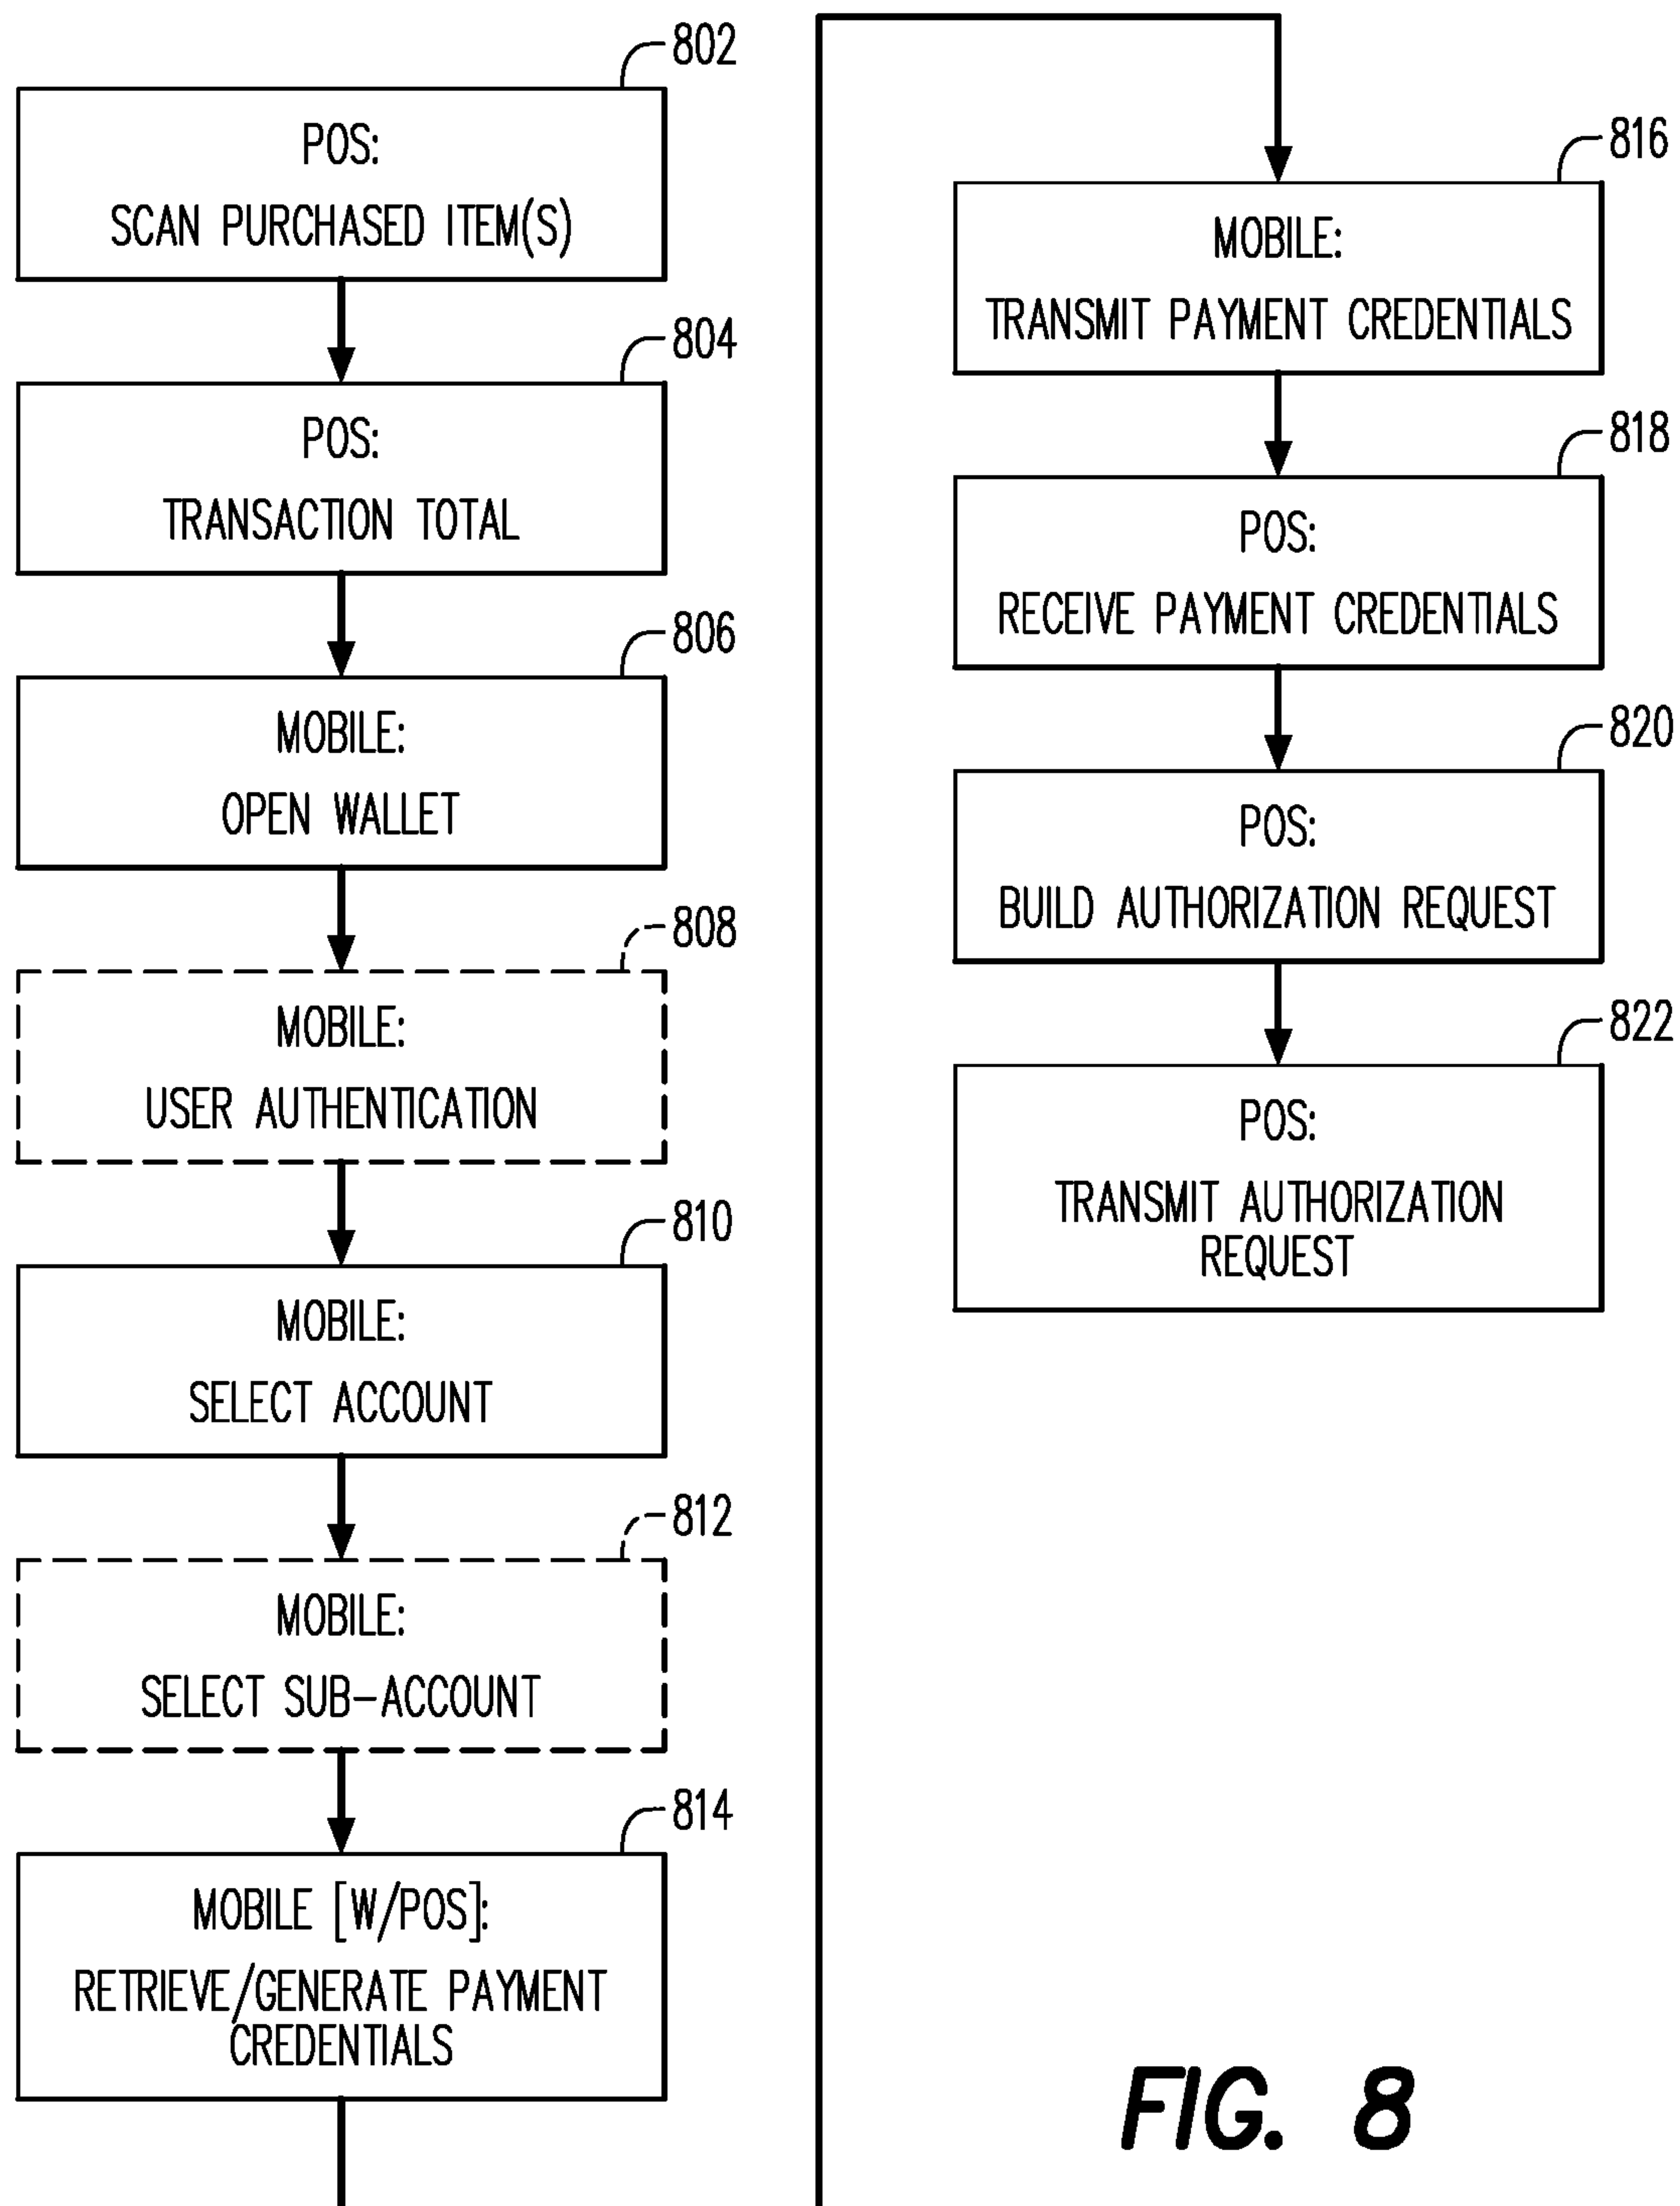 802
POS:
SCAN PURCHASED ITEM(S)
804
POS:
TRANSACTION TOTAL
806
MOBILE:
OPEN WALLET
808
MOBILE:
USER AUTHENTICATION
810
MOBILE:
SELECT ACCOUNT
812
MOBILE:
SELECT SUB-ACCOUNT
814
MOBILE [W/POS]:
RETRIEVE/GENERATE PAYMENT
CREDENTIALS
816
MOBILE:
TRANSMIT PAYMENT CREDENTIALS
818
POS:
RECEIVE PAYMENT CREDENTIALS
820
POS:
BUILD AUTHORIZATION REQUEST
822
POS:
TRANSMIT AUTHORIZATION
REQUEST
FIG. 8